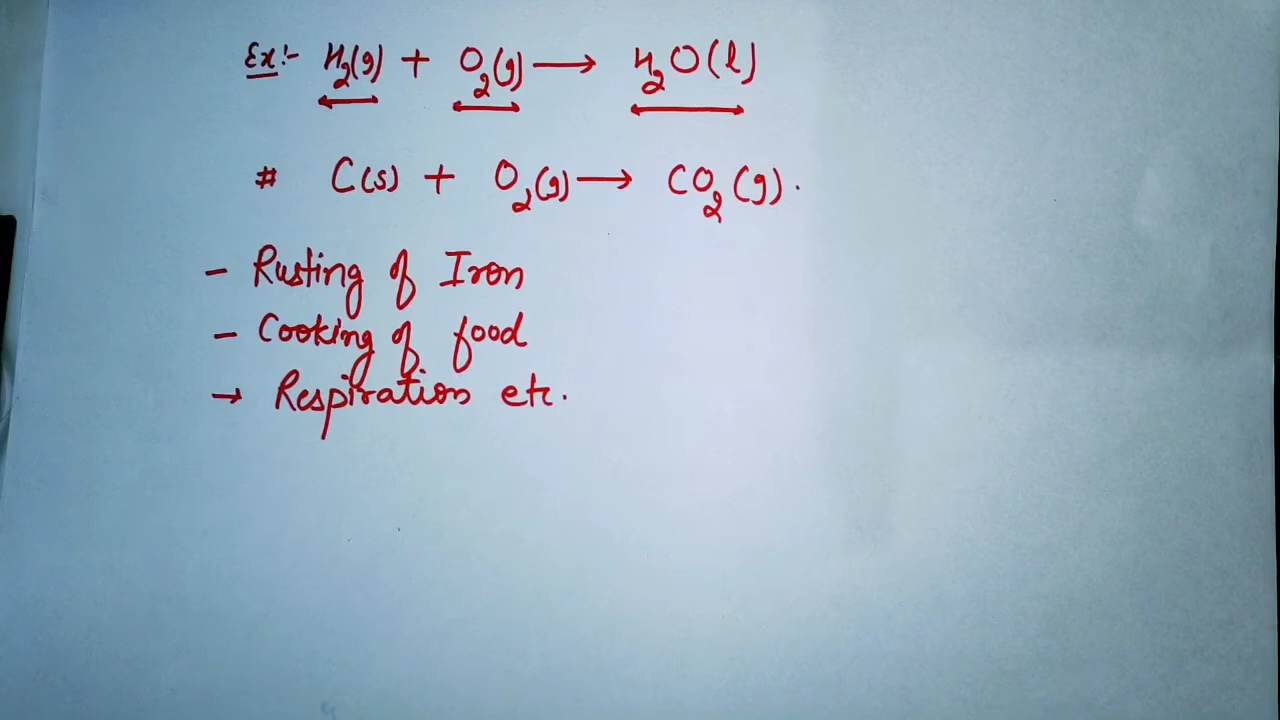 Ex:- H₂(g) + O₂(g) → H₂O(l)
# C(s) + O₂(g) → CO₂(g).
- Rusting of Iron
- Cooking of food
→ Respiration etc.